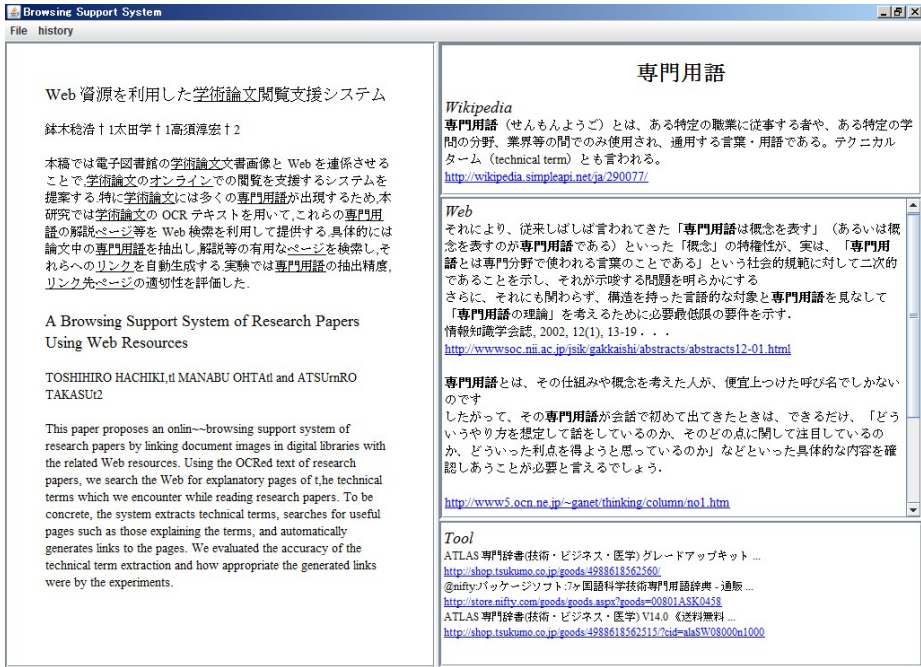 Browsing Support System
File history
Web 資源を利用した学術論文閲覧支援システム
鉢木稔浩†1太田学†1高須淳宏†2
本稿では電子図書館の学術論文文書画像と Web を連係させる
ことで,学術論文のオンラインでの閲覧を支援するシステムを
提案する.特に学術論文には多くの専門用語が出現するため,本
研究では学術論文の OCR テキストを用いて,これらの専門用
語の解説ページ等を Web 検索を利用して提供する.具体的には
論文中の専門用語を抽出し,解説等の有用なページを検索し,そ
れらへのリンクを自動生成する.実験では専門用語の抽出精度,
リンク先ページの適切性を評価した.
A Browsing Support System of Research Papers
Using Web Resources
TOSHIHIRO HACHIKI,tl MANABU OHTAtl and ATSUrnRO
TAKASUt2
This paper proposes an onlin~~browsing support system of
research papers by linking document images in digital libraries with
the related Web resources. Using the OCRed text of research
papers, we search the Web for explanatory pages of t,he technical
terms which we encounter while reading research papers. To be
concrete, the system extracts technical terms, searches for useful
pages such as those explaining the terms, and automatically
generates links to the pages. We evaluated the accuracy of the
technical term extraction and how appropriate the generated links
were by the experiments.
専門用語
Wikipedia
専門用語（せんもんようご）とは、ある特定の職業に従事する者や、ある特定の学
問の分野、業界等の間でのみ使用され、通用する言葉・用語である。テクニカル
ターム（technical term）とも言われる。
http://wikipedia.simpleapi.net/ja/290077/
Web
それにより、従来しばしば言われてきた「専門用語は概念を表す」（あるいは概
念を表すのが専門用語である）といった「概念」の特権性が、実は、「専門用
語とは専門分野で使われる言葉のことである」という社会的規範に対して二次的
であることを示し、それが示唆する問題を明らかにする
さらに、それにも関わらず、構造を持った言語的な対象と専門用語を見なして
「専門用語の理論」を考えるために必要最低限の要件を示す.
情報知識学会誌, 2002, 12(1), 13-19 . . .
http://wwwsoc.nii.ac.jp/jsik/gakkaishi/abstracts/abstracts12-01.html
専門用語とは、その仕組みや概念を考えた人が、便宜上つけた呼び名でしかない
のです
したがって、その専門用語が会話で初めて出てきたときは、できるだけ、「どう
いうやり方を想定して話をしているのか、そのどの点に関して注目しているの
か、どういった利点を得ようと思っているのか」などといった具体的な内容を確
認しあうことが必要と言えるでしょう.
http://www5.ocn.ne.jp/~ganet/thinking/column/no1.htm
Tool
ATLAS 専門辞書(技術・ビジネス・医学) グレードアップキット ...
http://shop.tsukumo.co.jp/goods/4988618562560/
@nifty:パッケージソフト:7ヶ国語科学技術専門用語辞典 - 通販 ...
http://store.nifty.com/goods/goods.aspx?goods=00801ASK0458
ATLAS 専門辞書(技術・ビジネス・医学) V14.0 《送料無料 ...
http://shop.tsukumo.co.jp/goods/4988618562515/?cid=alaSW08000n1000